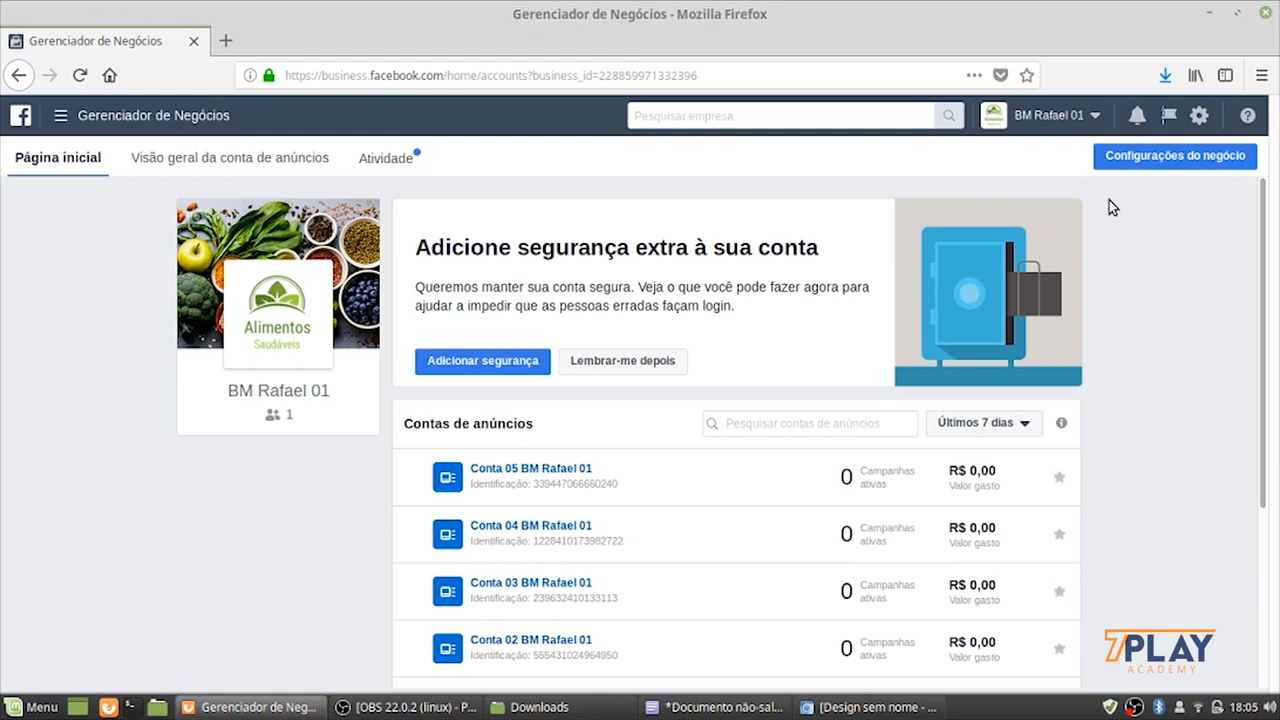 Gerenciador de Negócios - Mozilla Firefox
Gerenciador de Negócios
https://business.facebook.com/home/accounts?business_id=228859971332396
Gerenciador de Negócios
Pesquisar empresa
BM Rafael 01
Página inicial
Visão geral da conta de anúncios
Atividade
Configurações do negócio
Alimentos
Saudáveis
BM Rafael 01
1
Adicione segurança extra à sua conta
Queremos manter sua conta segura. Veja o que você pode fazer agora para
ajudar a impedir que as pessoas erradas façam login.
Adicionar segurança
Lembrar-me depois
Contas de anúncios
Pesquisar contas de anúncios
Últimos 7 dias
Conta 05 BM Rafael 01
Identificação: 339447066660240
0 Campanhas
ativas
R$ 0,00
Valor gasto
Conta 04 BM Rafael 01
Identificação: 1228410173982722
0 Campanhas
ativas
R$ 0,00
Valor gasto
Conta 03 BM Rafael 01
Identificação: 239632410133113
0 Campanhas
ativas
R$ 0,00
Valor gasto
Conta 02 BM Rafael 01
Identificação: 555431024964950
0 Campanhas
ativas
R$ 0,00
Valor gasto
7PLAY
ACADEMY
Menu
Gerenciador de Neg...
[OBS 22.0.2 (linux) - P...
Downloads
*Documento não-sal...
[Design sem nome - ...
18:05